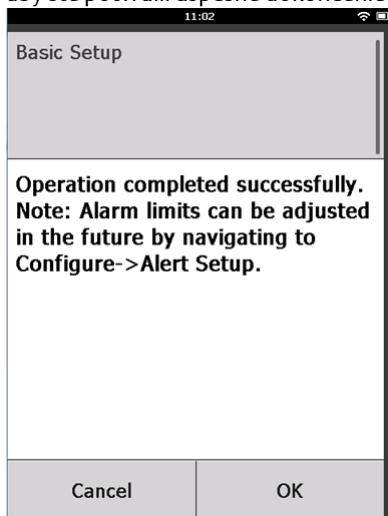 11:02
Basic Setup
Operation completed successfully.
Note: Alarm limits can be adjusted
in the future by navigating to
Configure->Alert Setup.
Cancel
OK